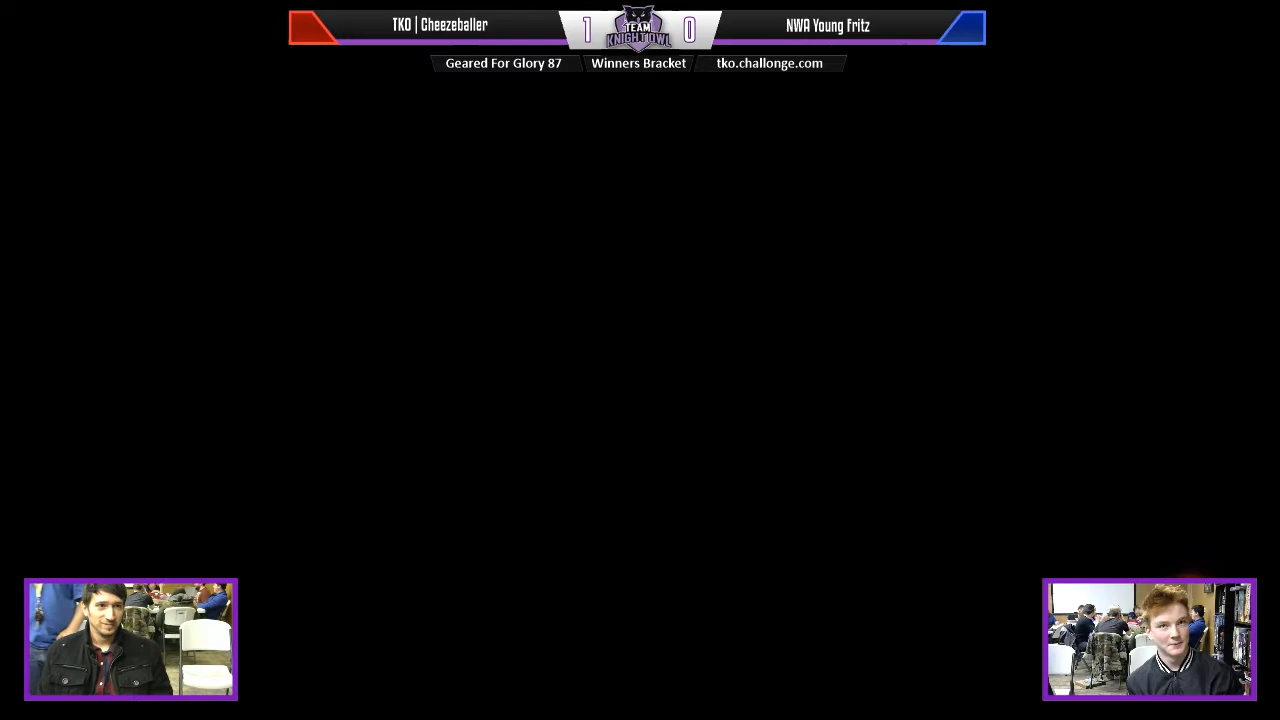 TKO | Cheezeballer
1
TEAM
KNIGHT OWL
0
NWA Young Fritz
Geared For Glory 87
Winners Bracket
tko.challonge.com